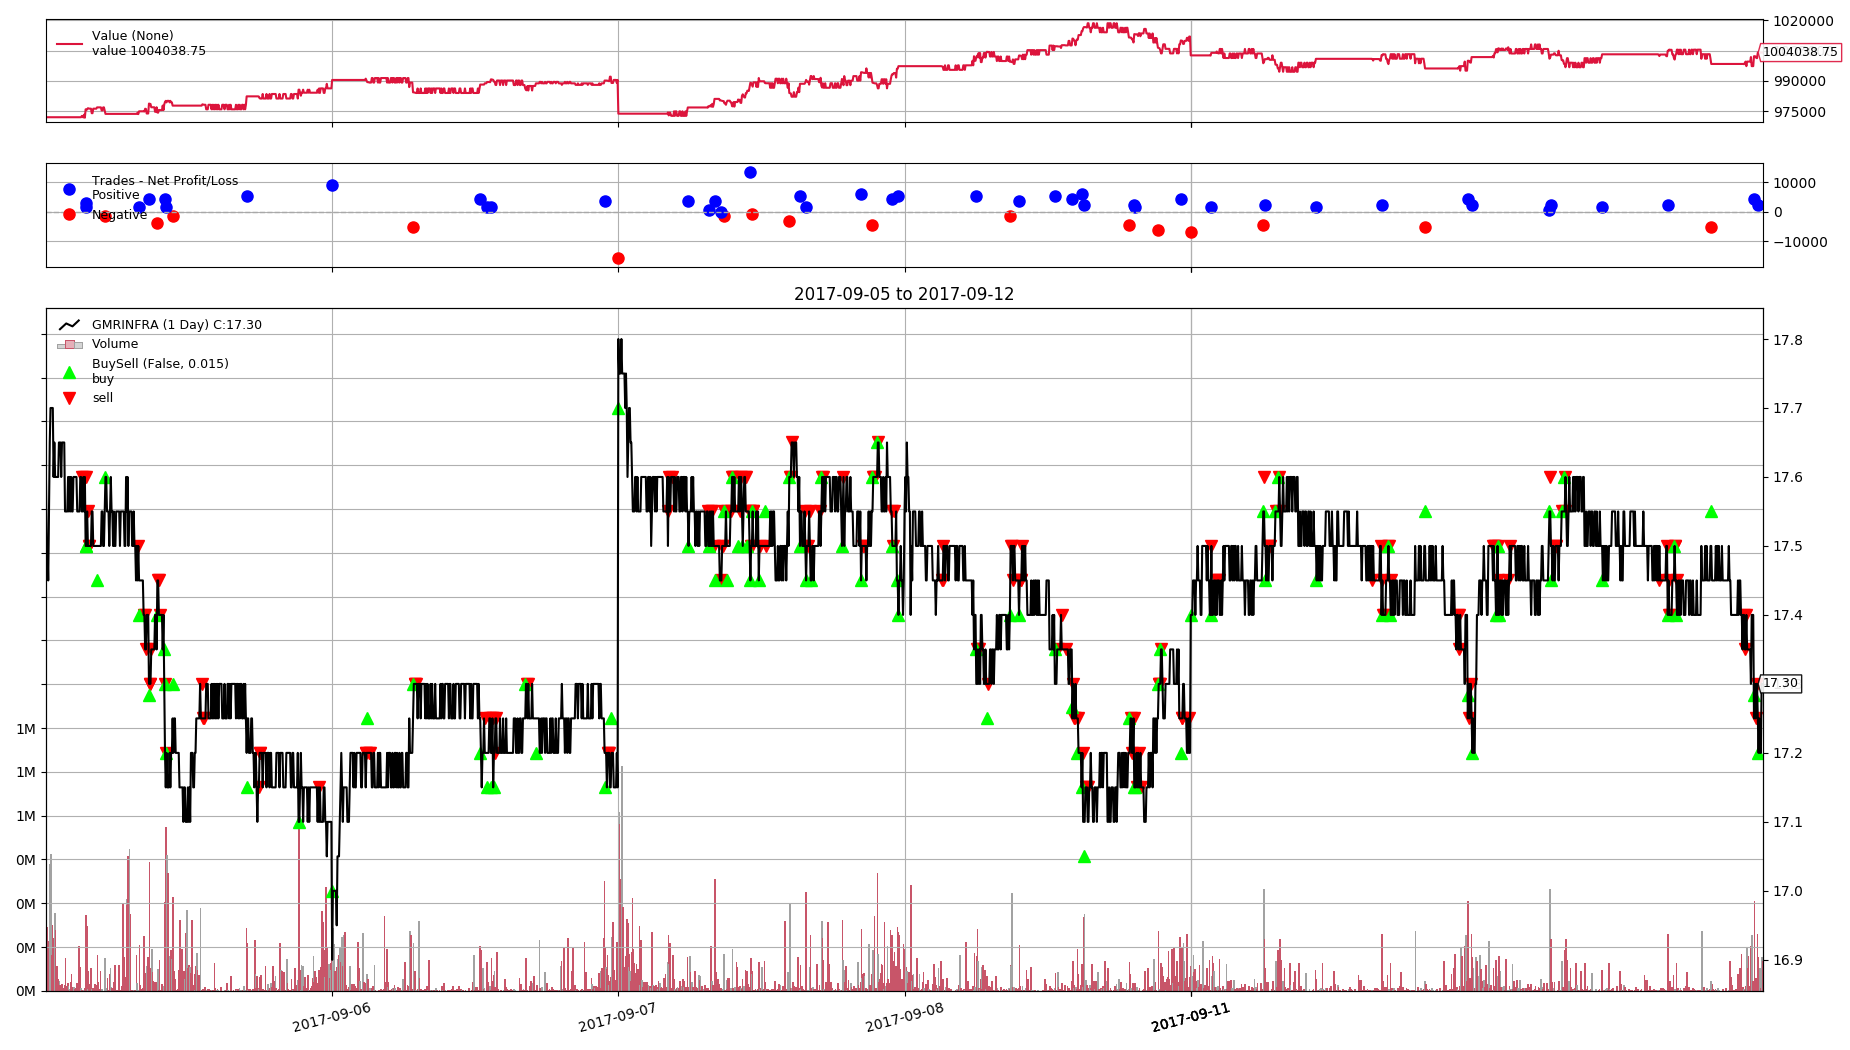 Value (None)
value 1004038.75
1020000
1004038.75
990000
975000
Trades - Net Profit/Loss
Positive
Negative
10000
0
−10000
2017-09-05 to 2017-09-12
GMRINFRA (1 Day) C:17.30
Volume
BuySell (False, 0.015)
buy
sell
1M
1M
1M
0M
0M
0M
0M
17.8
17.7
17.6
17.5
17.4
17.30
17.2
17.1
17.0
16.9
2017-09-06
2017-09-07
2017-09-08
2017-09-11